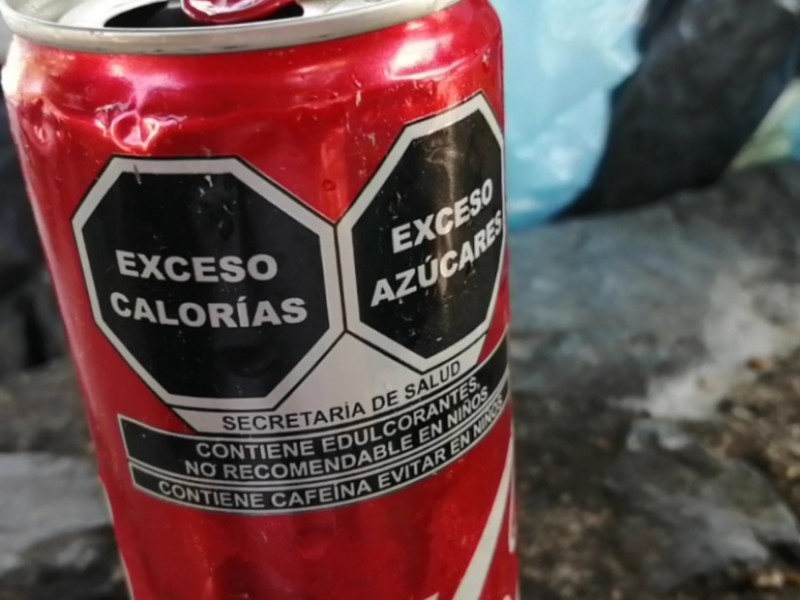 EXCESO
CALORÍAS
EXCESO
AZÚCARES
SECRETARÍA DE SALUD
CONTIENE EDULCORANTES,
NO RECOMENDABLE EN NIÑOS
CONTIENE CAFEÍNA EVITAR EN NIÑOS